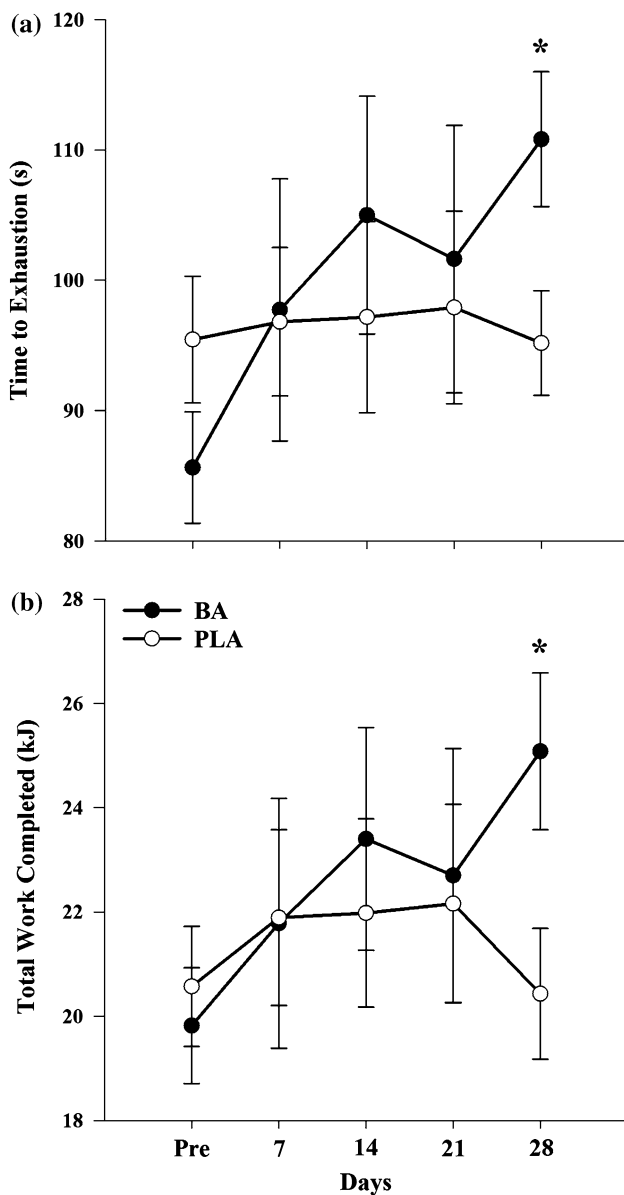 (a)
120
110
100
90
80
Time to Exhaustion (s)
*
(b)
28
26
24
22
20
18
Total Work Completed (kJ)
BA
PLA
*
Pre 7 14 21 28
Days